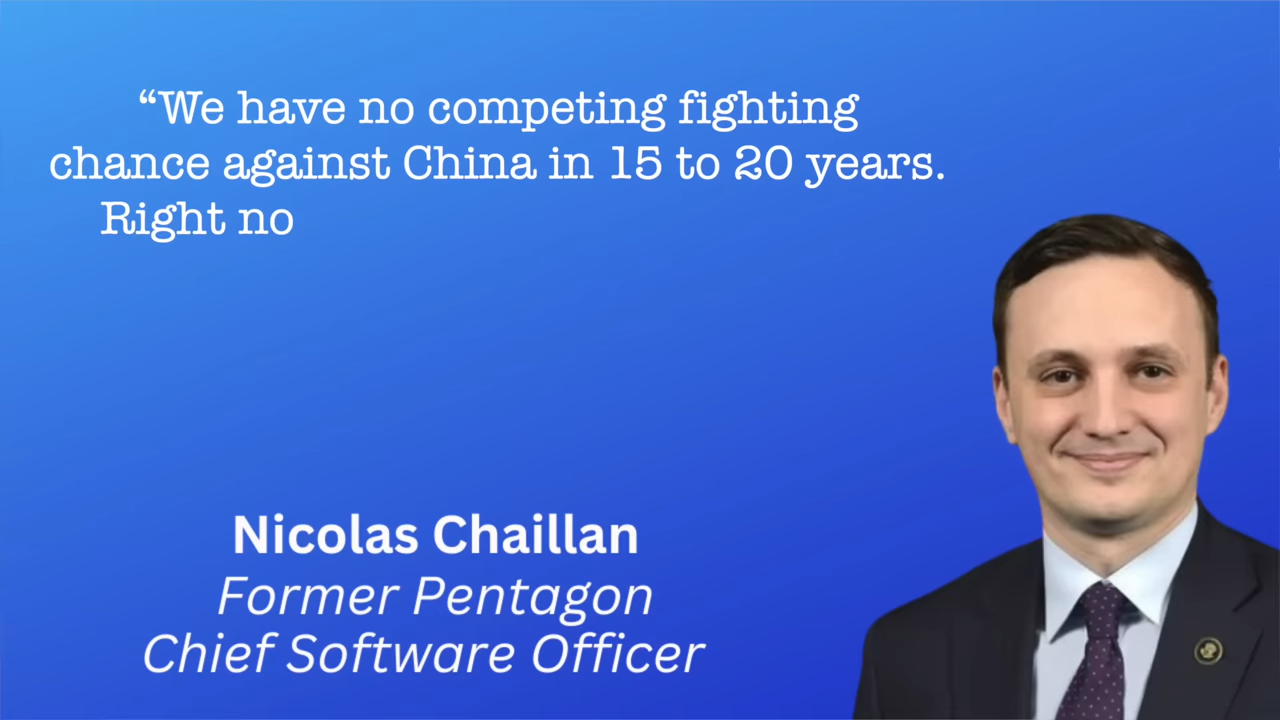 “We have no competing fighting
chance against China in 15 to 20 years.
Right no
Nicolas Chaillan
Former Pentagon
Chief Software Officer